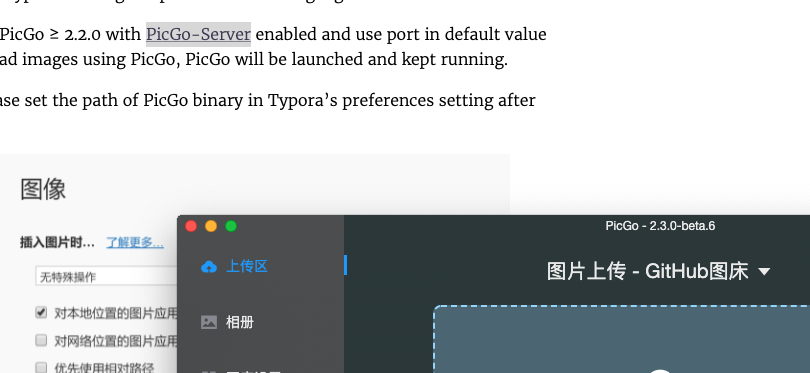 PicGo ≥ 2.2.0 with PicGo-Server enabled and use port in default value
ad images using PicGo, PicGo will be launched and kept running.
ase set the path of PicGo binary in Typora’s preferences setting after
图像
插入图片时... 了解更多...
无特殊操作
对本地位置的图片应用
对网络位置的图片应用
优先使用相对路径
PicGo - 2.3.0-beta.6
上传区
图片上传 - GitHub图床
相册